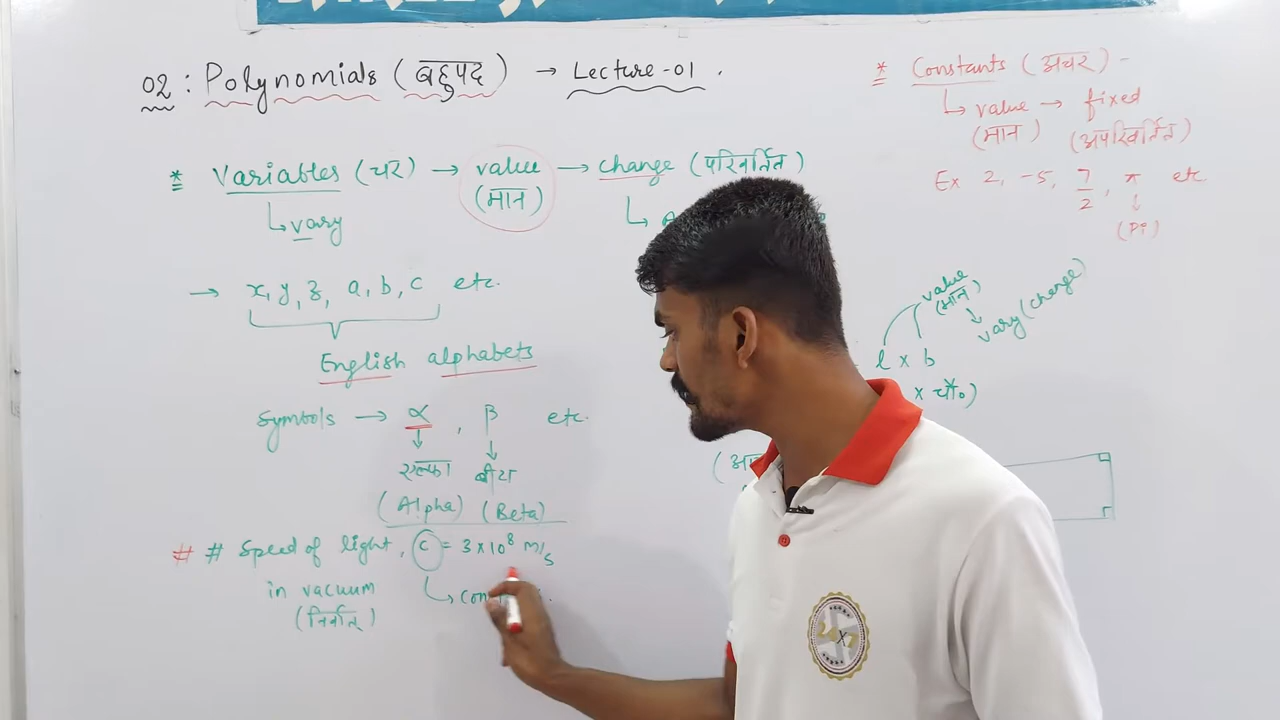 02 : Polynomials (बहुपद) → Lecture-01 .
* Variables (चर) → value → change (परिवर्तित)
(मान)
↳ vary
→ x, y, z, a, b, c etc.
English alphabets
Symbols → α , β etc.
एल्फा बीटा
(Alpha) (Beta)
# # Speed of light, c = 3 x 10⁸ m/s
in vacuum
(निर्वात)
* Constants (अचर) -
↳ value → fixed
(मान) (अपरिवर्तित)
Ex 2, -5, 7/2, π etc
(Pi)
value
(मान)
vary (change)
l x b
x चौ०)